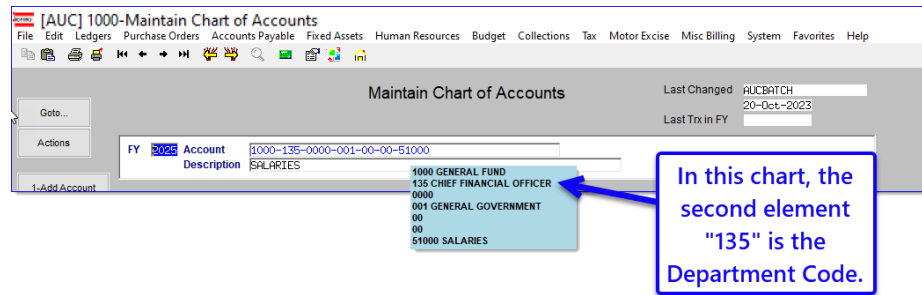 [AUC] 1000-Maintain Chart of Accounts
File Edit Ledgers Purchase Orders Accounts Payable Fixed Assets Human Resources Budget Collections Tax Motor Excise Misc Billing System Favorites Help
Maintain Chart of Accounts
Last Changed AUCBATCH
20-Oct-2023
Last Trx in FY
Goto...
Actions
1-Add Account
FY 2025 Account 1000-135-0000-001-00-00-51000
Description SALARIES
1000 GENERAL FUND
135 CHIEF FINANCIAL OFFICER
0000
001 GENERAL GOVERNMENT
00
00
51000 SALARIES
In this chart, the
second element
"135" is the
Department Code.